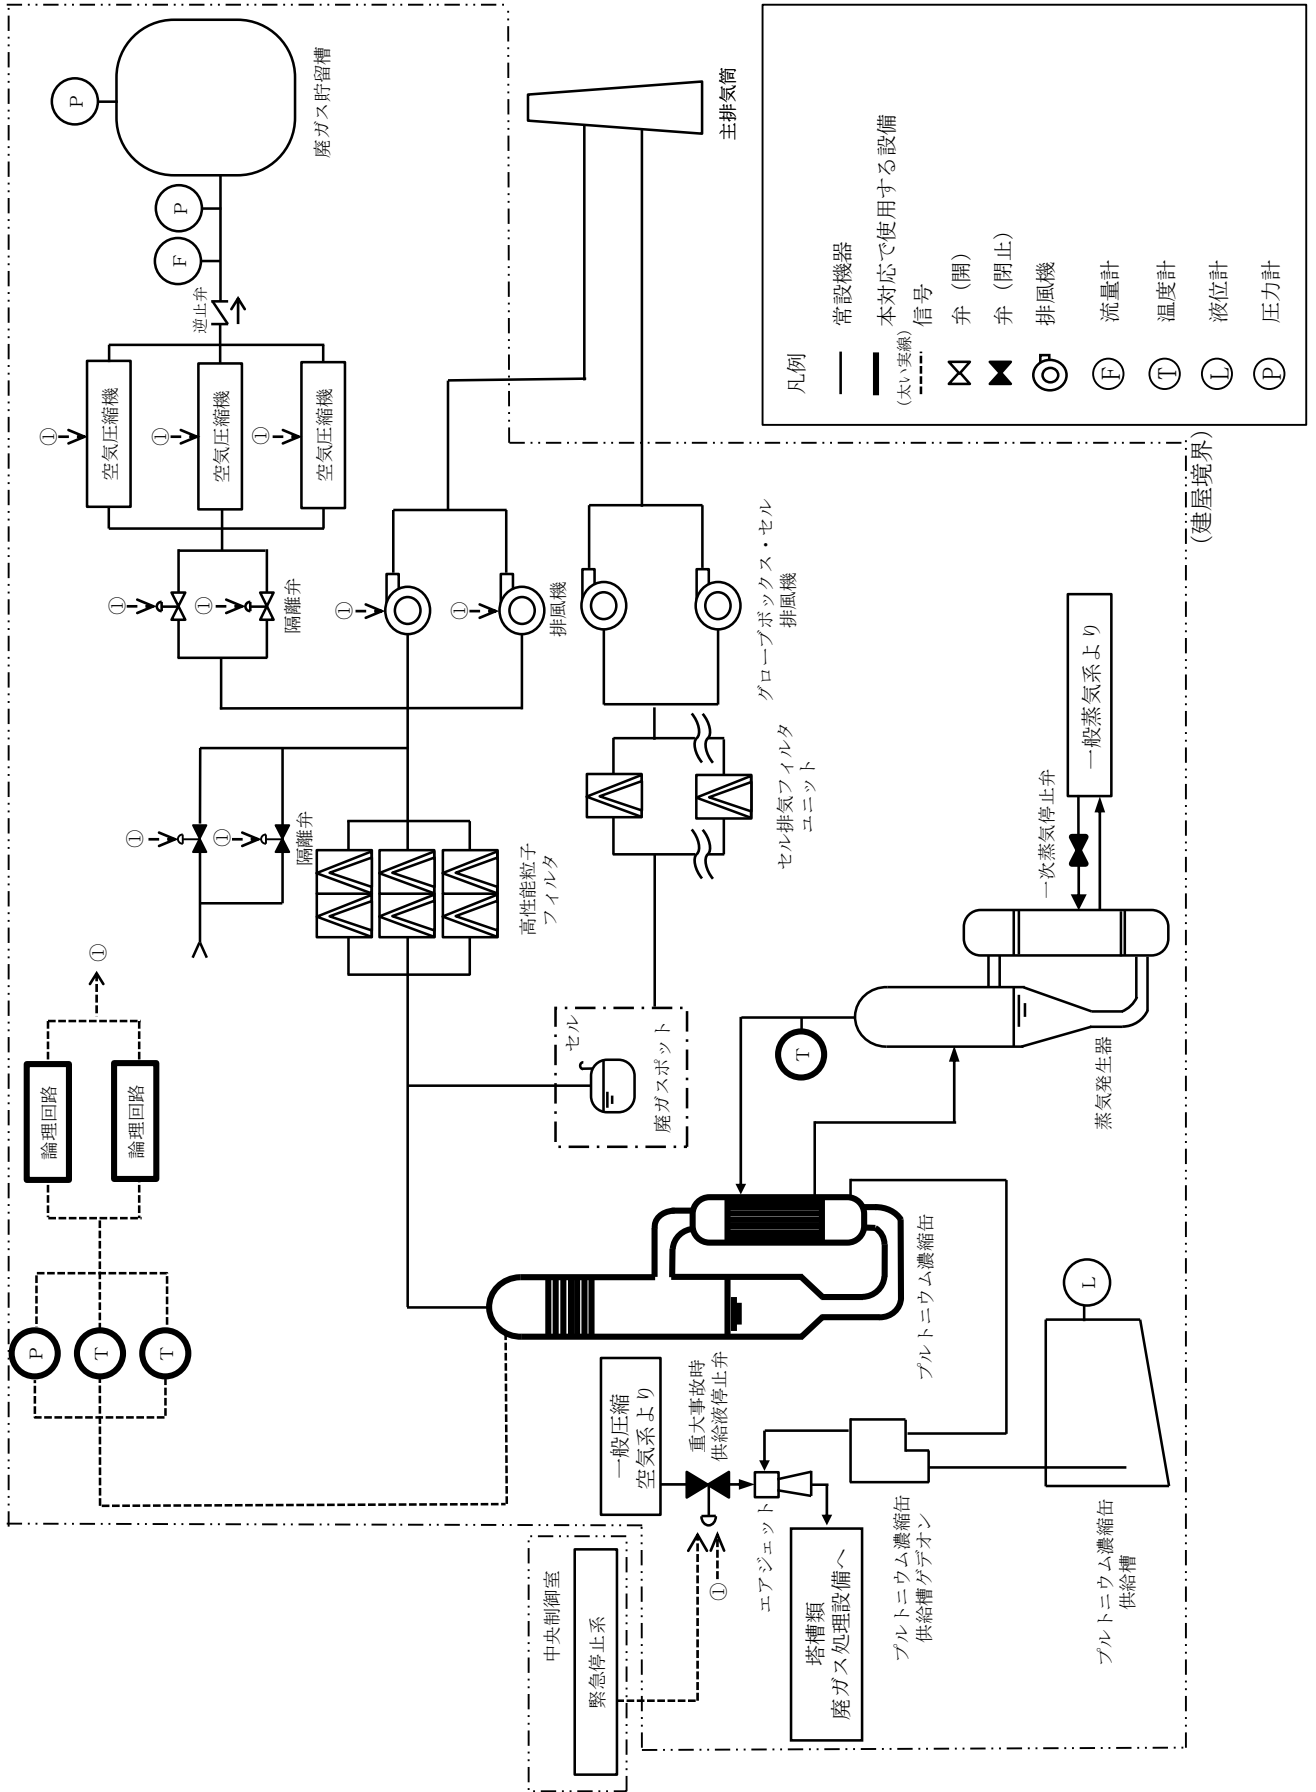 中央制御室
緊急停止系
①
一般圧縮
空気系より
重大事故時
供給液停止弁
エアジェット
塔槽類
廃ガス処理設備へ
プルトニウム濃縮缶
供給槽ゲデオン
プルトニウム濃縮缶
供給槽
L
プルトニウム濃縮缶
P
T
T
論理回路
論理回路
①
セル
廃ガスポット
T
蒸気発生器
一次蒸気停止弁
一般蒸気系より
高性能粒子
フィルタ
①
①
隔離弁
セル排気フィルタ
ユニット
①
①
隔離弁
①
①
排風機
グローブボックス・セル
排風機
①
空気圧縮機
①
空気圧縮機
①
空気圧縮機
逆止弁
F
P
P
廃ガス貯留槽
主排気筒
(建屋境界)
凡例
常設機器
本対応で使用する設備
(太い実線)
信号
弁（開）
弁（閉止）
排風機
F 流量計
T 温度計
L 液位計
P 圧力計